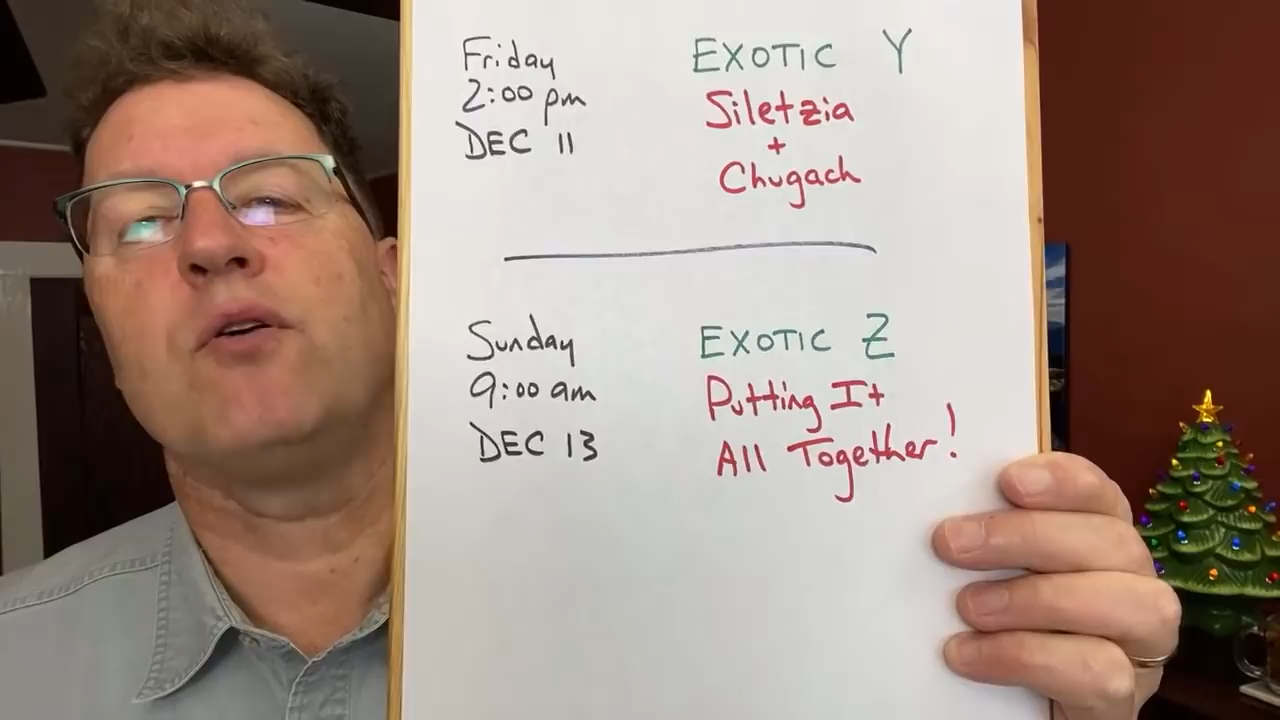 Friday
2:00 pm
DEC 11
EXOTIC Y
Siletzia
+
Chugach
Sunday
9:00 am
DEC 13
EXOTIC Z
Putting It
All Together!